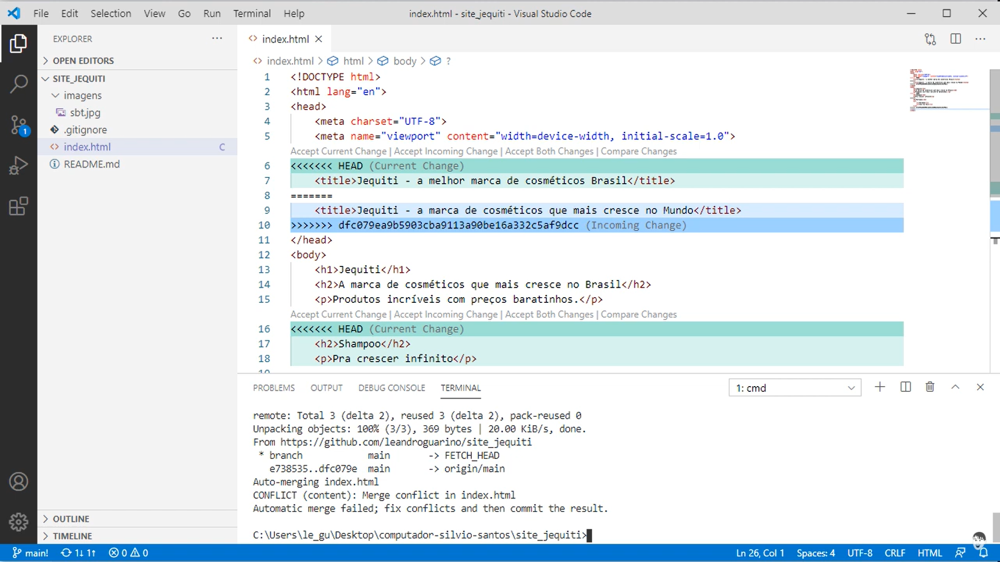 File Edit Selection View Go Run Terminal Help
index.html - site_jequiti - Visual Studio Code
EXPLORER
OPEN EDITORS
SITE_JEQUITI
imagens
sbt.jpg
.gitignore
index.html C
README.md
OUTLINE
TIMELINE
1
index.html
index.html > html > body > ?
1 <!DOCTYPE html>
2 <html lang="en">
3 <head>
4 <meta charset="UTF-8">
5 <meta name="viewport" content="width=device-width, initial-scale=1.0">
Accept Current Change | Accept Incoming Change | Accept Both Changes | Compare Changes
6 <<<<<<< HEAD (Current Change)
7 <title>Jequiti - a melhor marca de cosméticos Brasil</title>
8 =======
9 <title>Jequiti - a marca de cosméticos que mais cresce no Mundo</title>
10 >>>>>>> dfc079ea9b5903cba9113a90be16a332c5af9dcc (Incoming Change)
11 </head>
12 <body>
13 <h1>Jequiti</h1>
14 <h2>A marca de cosméticos que mais cresce no Brasil</h2>
15 <p>Produtos incríveis com preços baratinhos.</p>
Accept Current Change | Accept Incoming Change | Accept Both Changes | Compare Changes
16 <<<<<<< HEAD (Current Change)
17 <h2>Shampoo</h2>
18 <p>Pra crescer infinito</p>
PROBLEMS OUTPUT DEBUG CONSOLE TERMINAL
1: cmd
remote: Total 3 (delta 2), reused 3 (delta 2), pack-reused 0
Unpacking objects: 100% (3/3), 369 bytes | 20.00 KiB/s, done.
From https://github.com/leandroguarino/site_jequiti
* branch main -> FETCH_HEAD
e738535..dfc079e main -> origin/main
Auto-merging index.html
CONFLICT (content): Merge conflict in index.html
Automatic merge failed; fix conflicts and then commit the result.
C:\Users\le_gu\Desktop\computador-silvio-santos\site_jequiti>
main! 1↓ 1↑ 0 0
Ln 26, Col 1 Spaces: 4 UTF-8 CRLF HTML